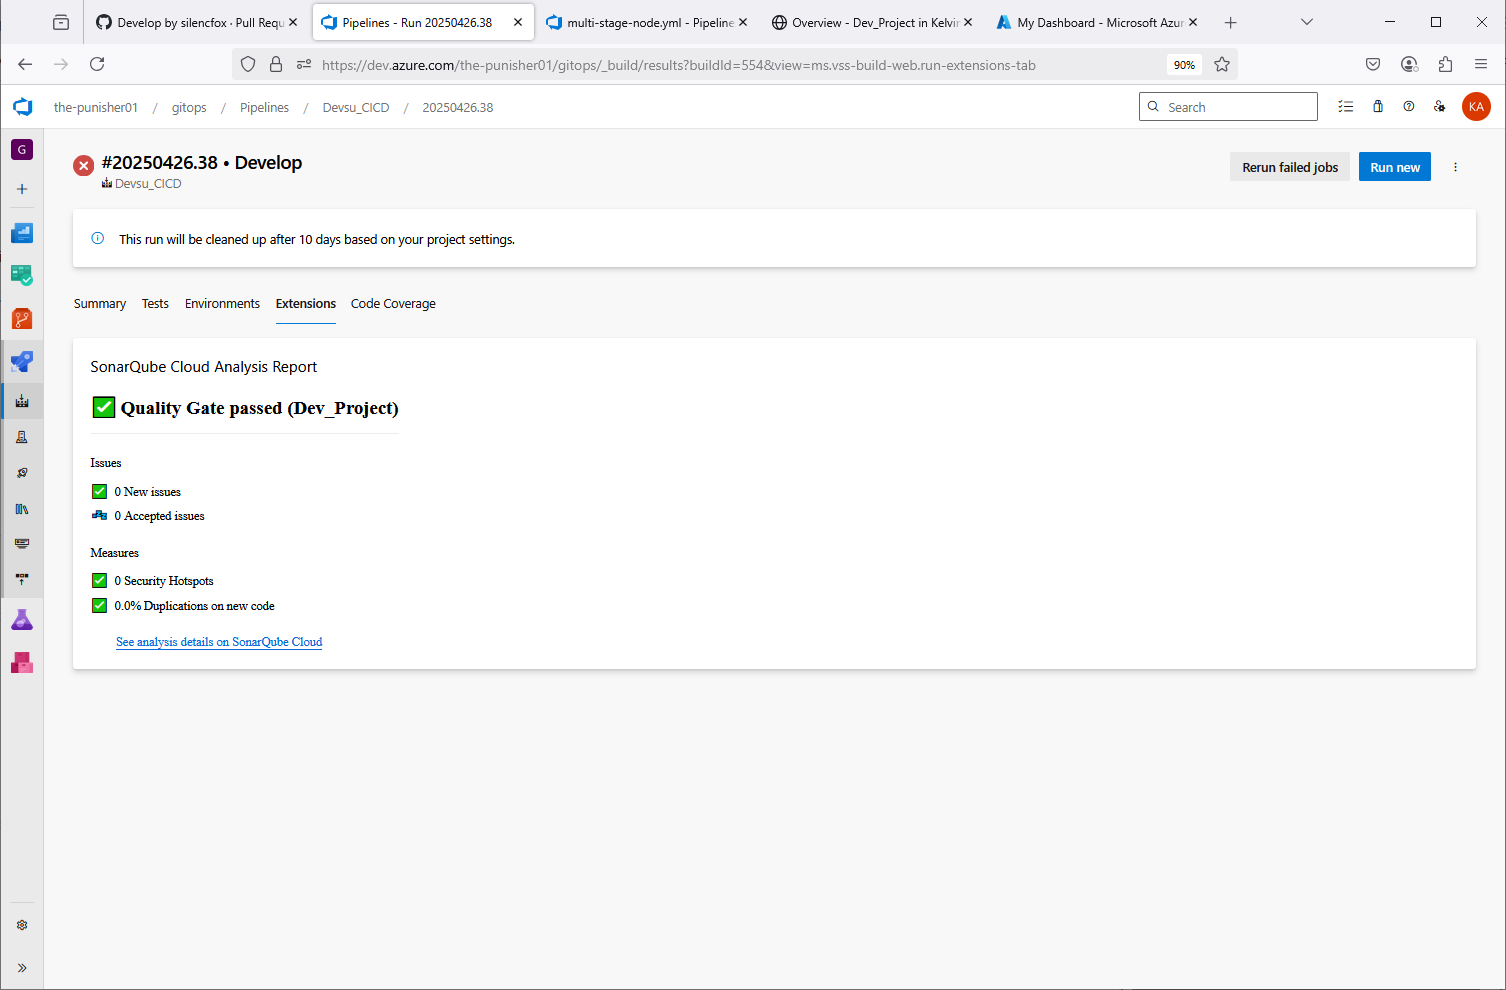 Develop by silencfox · Pull Requ
Pipelines - Run 20250426.38
multi-stage-node.yml - Pipeline
Overview - Dev_Project in Kelvin
My Dashboard - Microsoft Azur
https://dev.azure.com/the-punisher01/gitops/_build/results?buildId=554&view=ms.vss-build-web.run-extensions-tab
90%
the-punisher01 / gitops / Pipelines / Devsu_CICD / 20250426.38
Search
KA
G
#20250426.38 • Develop
Devsu_CICD
Rerun failed jobs
Run new
This run will be cleaned up after 10 days based on your project settings.
Summary Tests Environments Extensions Code Coverage
SonarQube Cloud Analysis Report
Quality Gate passed (Dev_Project)
Issues
0 New issues
0 Accepted issues
Measures
0 Security Hotspots
0.0% Duplications on new code
See analysis details on SonarQube Cloud